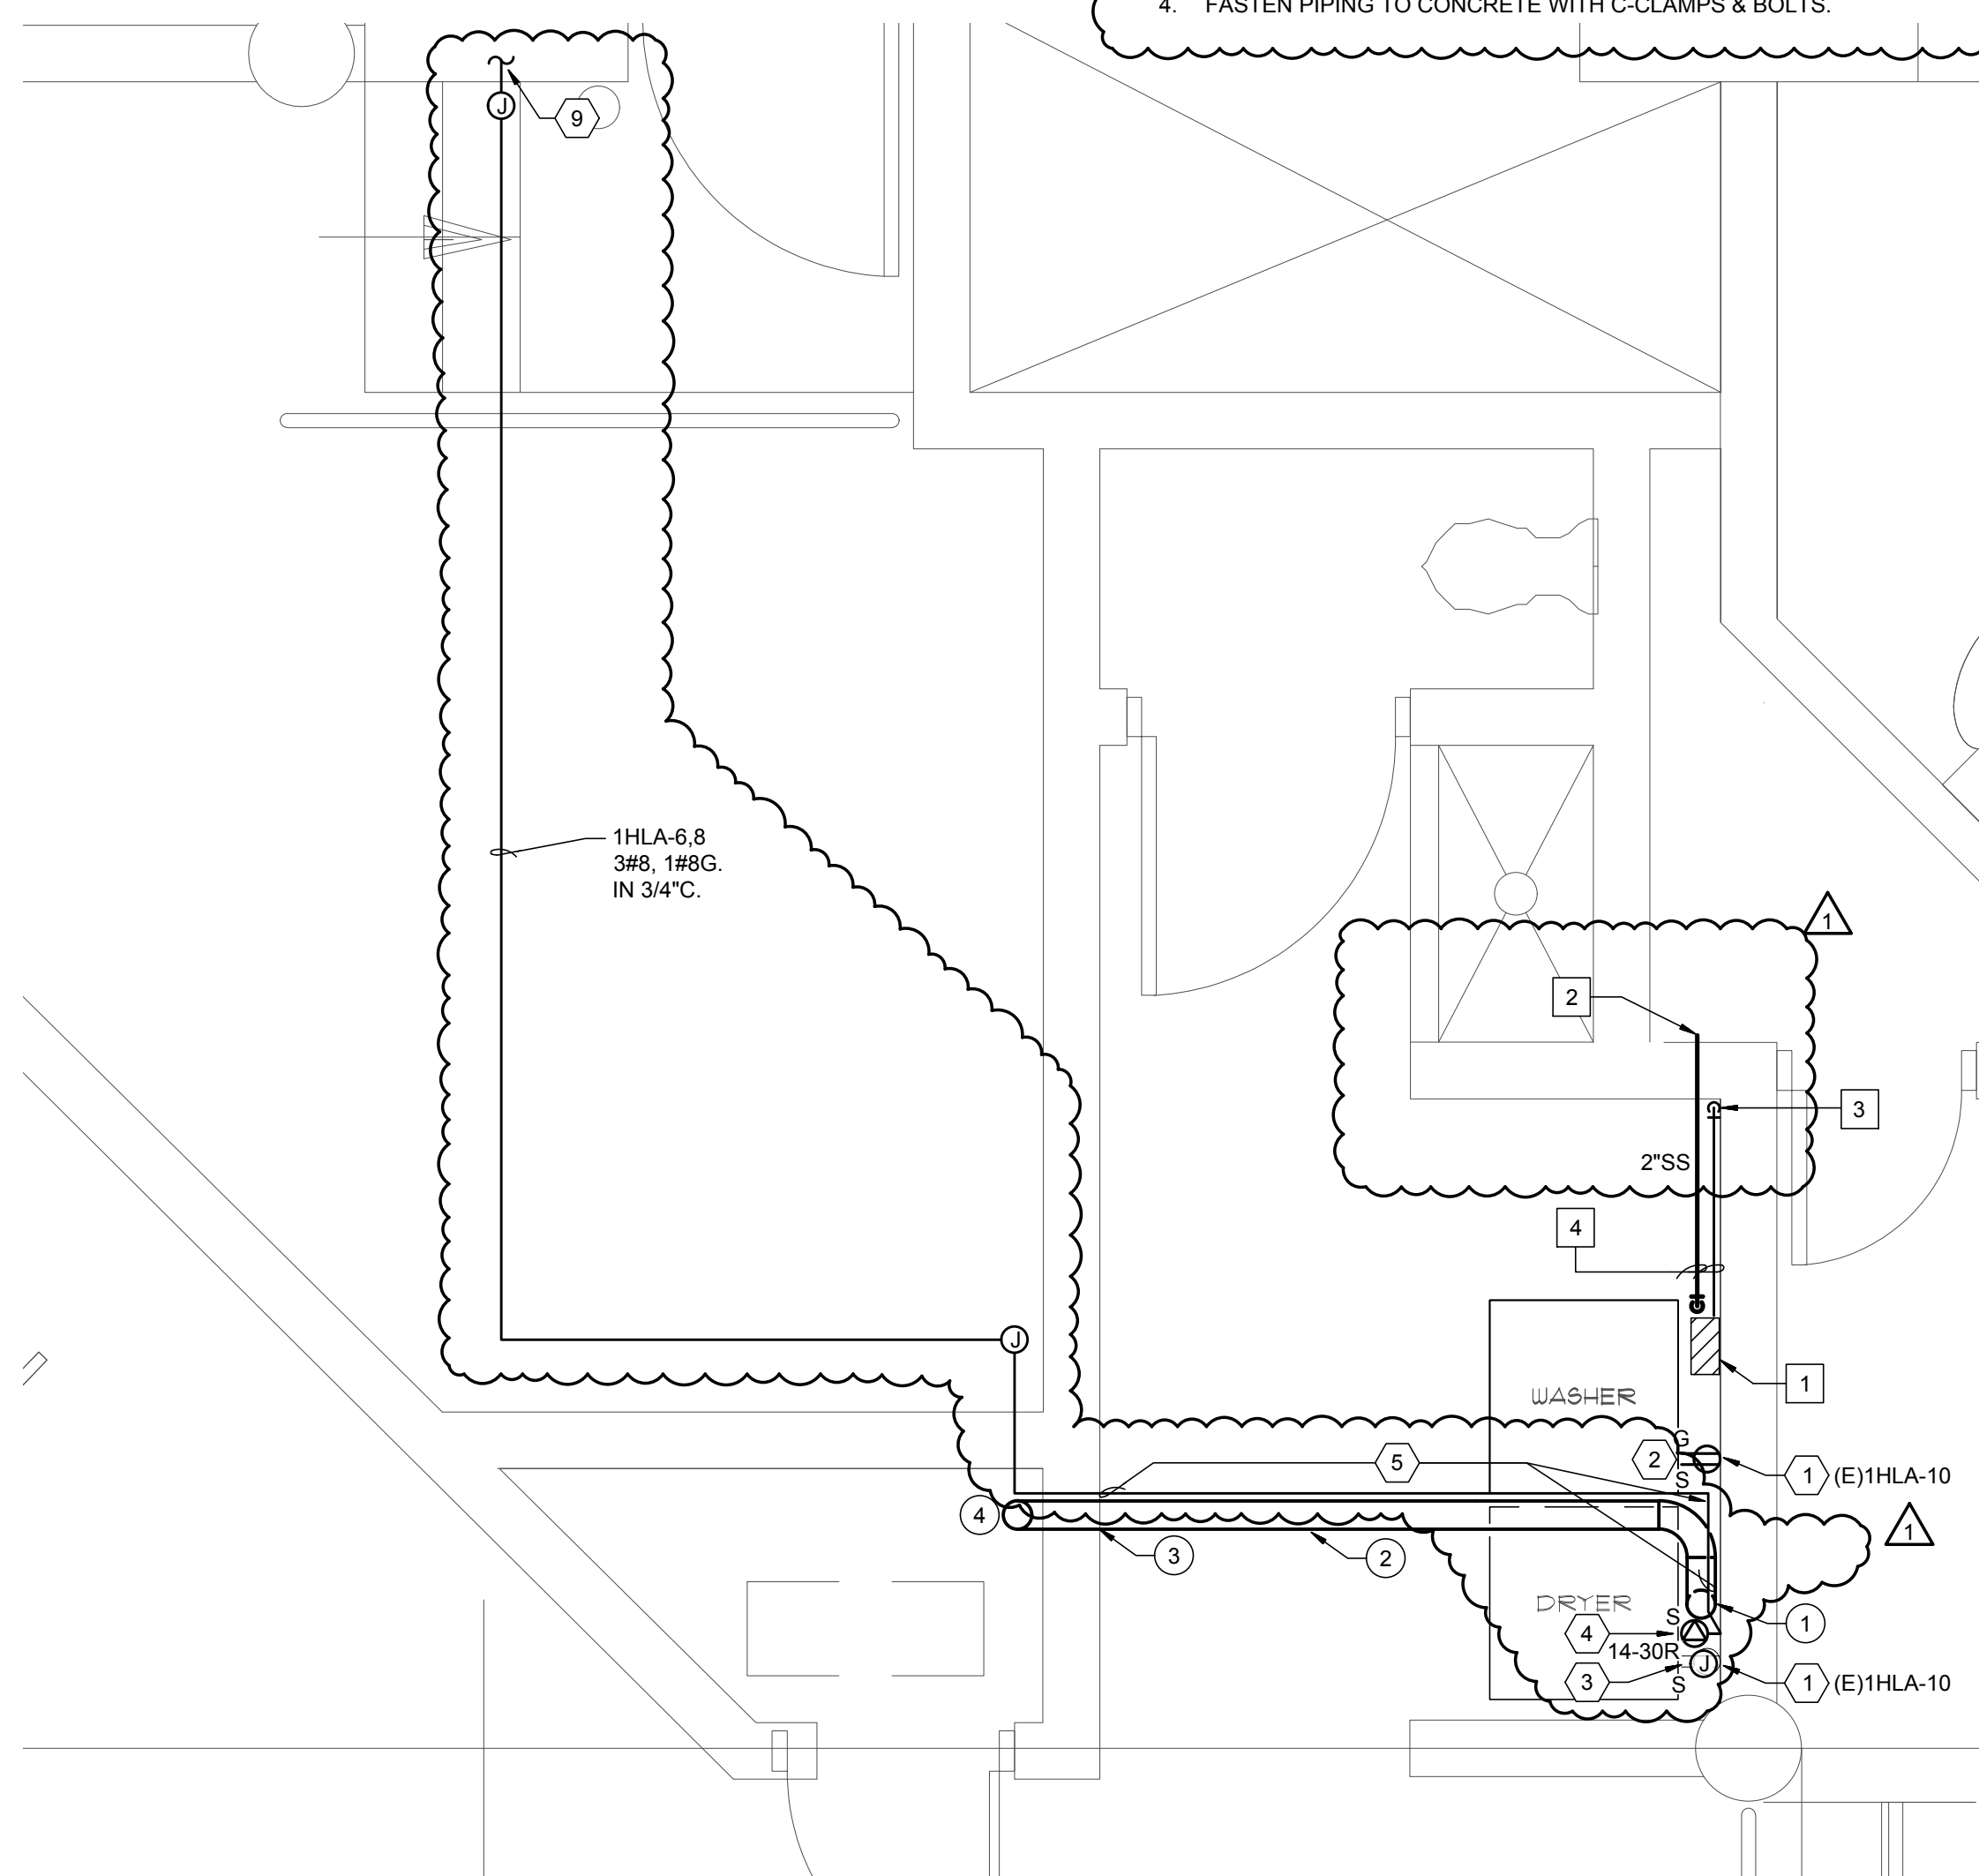 4. FASTEN PIPING TO CONCRETE WITH C-CLAMPS & BOLTS.
J
9
1HLA-6,8
3#8, 1#8G.
IN 3/4"C.
1
2
3
2"SS
4
J
1
WASHER
G
2
S
1 (E)1HLA-10
5
4
3
2
1
DRYER
S
4
14-30R
1
J
3
S
1 (E)1HLA-10